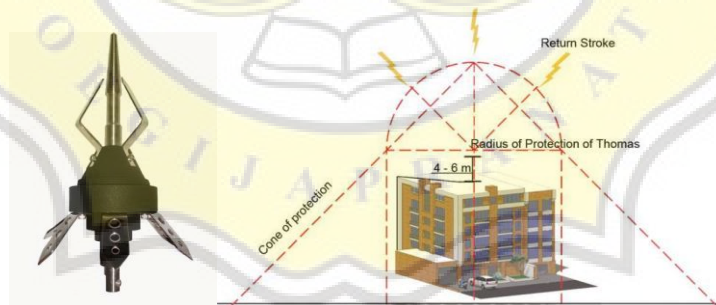 Return Stroke
Radius of Protection of Thomas
4 - 6 m
Cone of protection